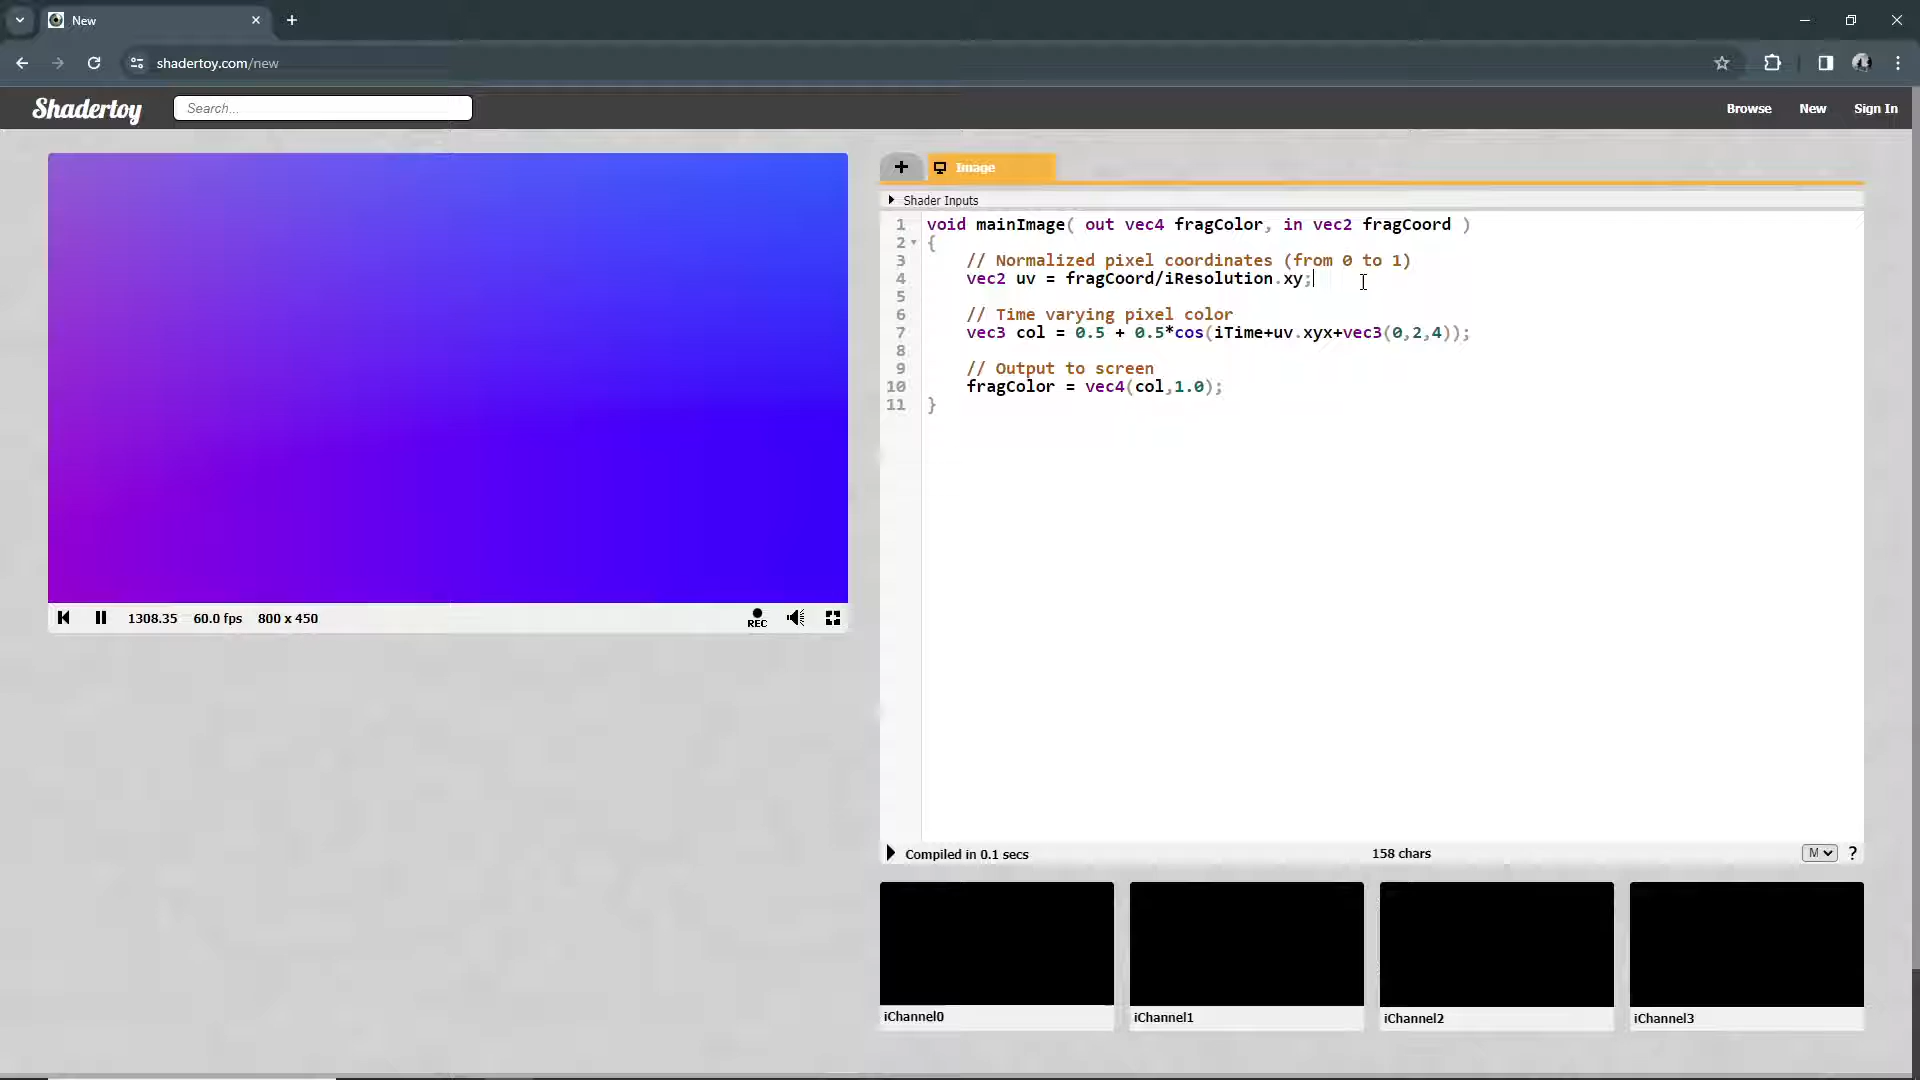 New
shadertoy.com/new
Shadertoy
Search...
Browse
New
Sign In
+
Image
Shader Inputs
1 void mainImage( out vec4 fragColor, in vec2 fragCoord )
2 {
3 // Normalized pixel coordinates (from 0 to 1)
4 vec2 uv = fragCoord/iResolution.xy;
5
6 // Time varying pixel color
7 vec3 col = 0.5 + 0.5*cos(iTime+uv.xyx+vec3(0,2,4));
8
9 // Output to screen
10 fragColor = vec4(col,1.0);
11 }
1308.35 60.0 fps 800 x 450
REC
Compiled in 0.1 secs
158 chars
M
?
iChannel0
iChannel1
iChannel2
iChannel3